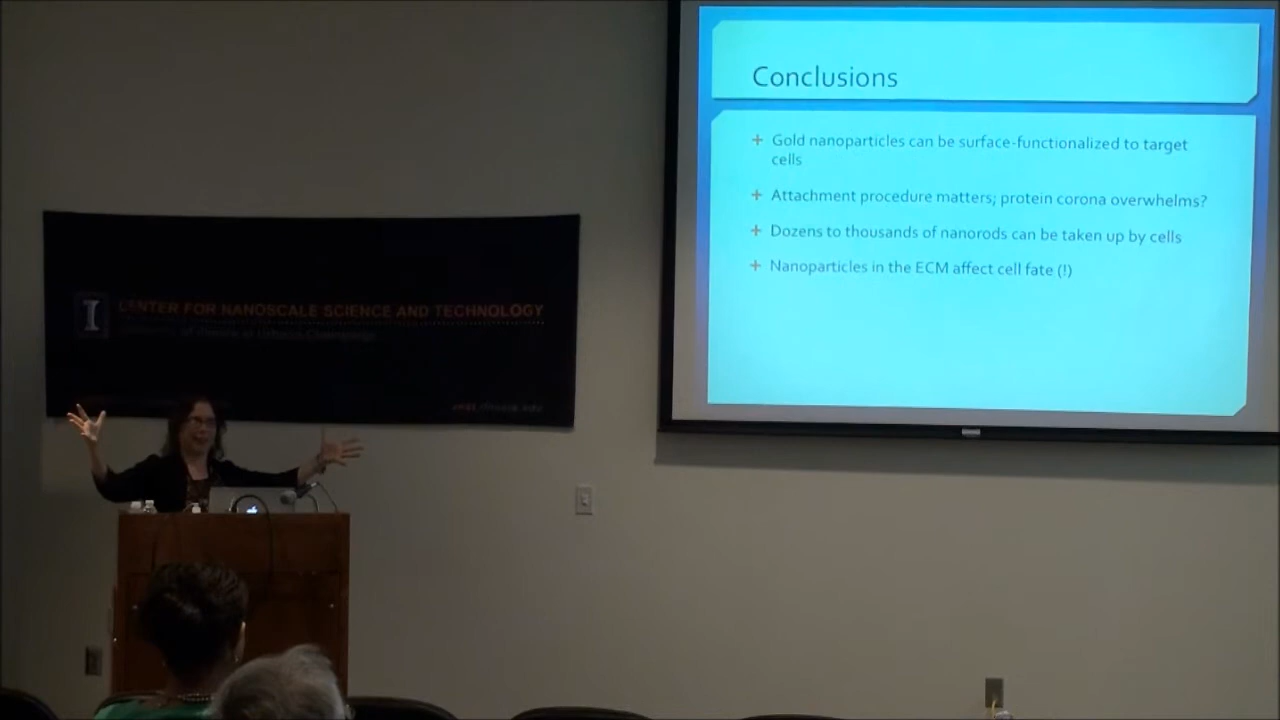 Conclusions
+ Gold nanoparticles can be surface-functionalized to target
cells
+ Attachment procedure matters; protein corona overwhelms?
+ Dozens to thousands of nanorods can be taken up by cells
+ Nanoparticles in the ECM affect cell fate (!)
I
CENTER FOR NANOSCALE SCIENCE AND TECHNOLOGY